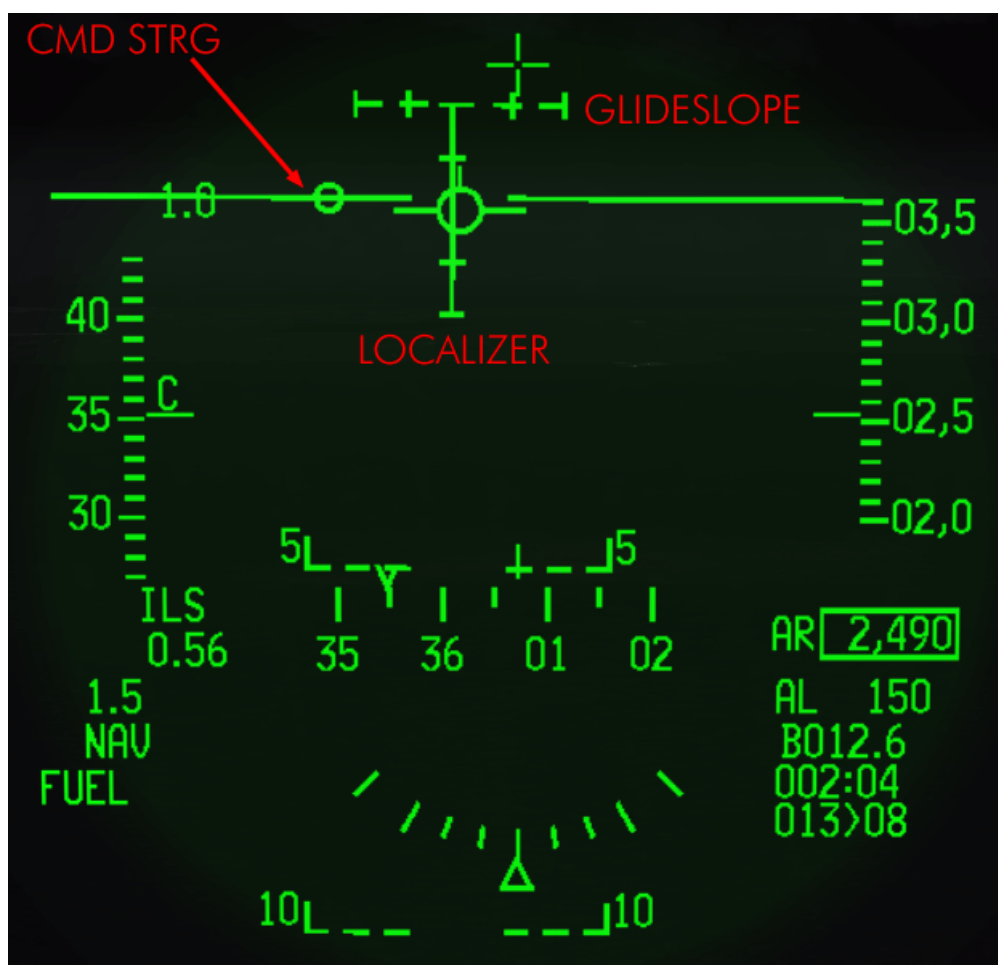 CMD STRG
GLIDESLOPE
1.0
03,5
LOCALIZER
40
03,0
C
35
02,5
30
02,0
5 5
ILS
0.56
35 36 01 02
AR 2,490
1.5
AL 150
NAV
B012.6
FUEL
002:04
013>08
10 10